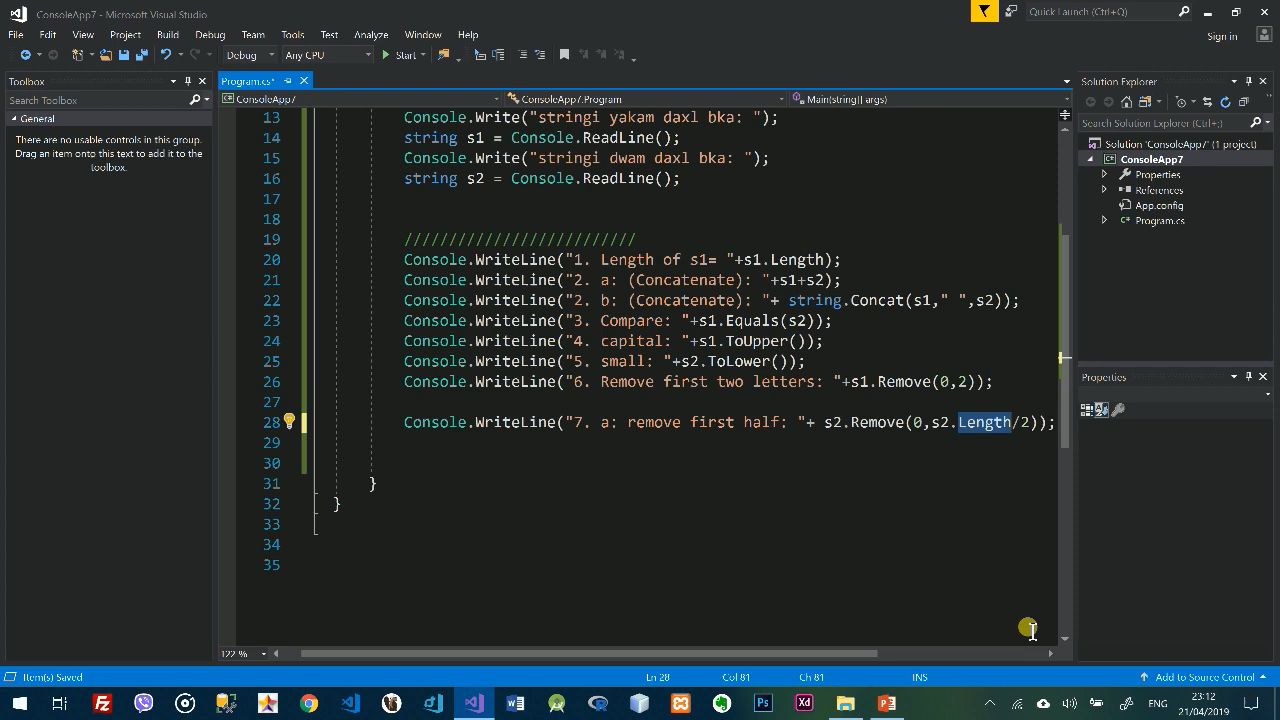 ConsoleApp7 - Microsoft Visual Studio
Quick Launch (Ctrl+Q)
File Edit View Project Build Debug Team Tools Test Analyze Window Help
Sign in
Debug Any CPU Start
Toolbox
Search Toolbox
General
There are no usable controls in this group.
Drag an item onto this text to add it to the
toolbox.
Program.cs*
ConsoleApp7 ConsoleApp7.Program Main(string[] args)
13 Console.Write("stringi yakam daxl bka: ");
14 string s1 = Console.ReadLine();
15 Console.Write("stringi dwam daxl bka: ");
16 string s2 = Console.ReadLine();
17
18
19 //////////////////////////
20 Console.WriteLine("1. Length of s1= "+s1.Length);
21 Console.WriteLine("2. a: (Concatenate): "+s1+s2);
22 Console.WriteLine("2. b: (Concatenate): "+ string.Concat(s1," ",s2));
23 Console.WriteLine("3. Compare: "+s1.Equals(s2));
24 Console.WriteLine("4. capital: "+s1.ToUpper());
25 Console.WriteLine("5. small: "+s2.ToLower());
26 Console.WriteLine("6. Remove first two letters: "+s1.Remove(0,2));
27
28 Console.WriteLine("7. a: remove first half: "+ s2.Remove(0,s2.Length/2));
29
30
31 }
32 }
33
34
35
122 %
Solution Explorer
Search Solution Explorer (Ctrl+;)
Solution 'ConsoleApp7' (1 project)
ConsoleApp7
Properties
References
App.config
C# Program.cs
Properties
Item(s) Saved Ln 28 Col 81 Ch 81 INS Add to Source Control
ENG
23:12
21/04/2019